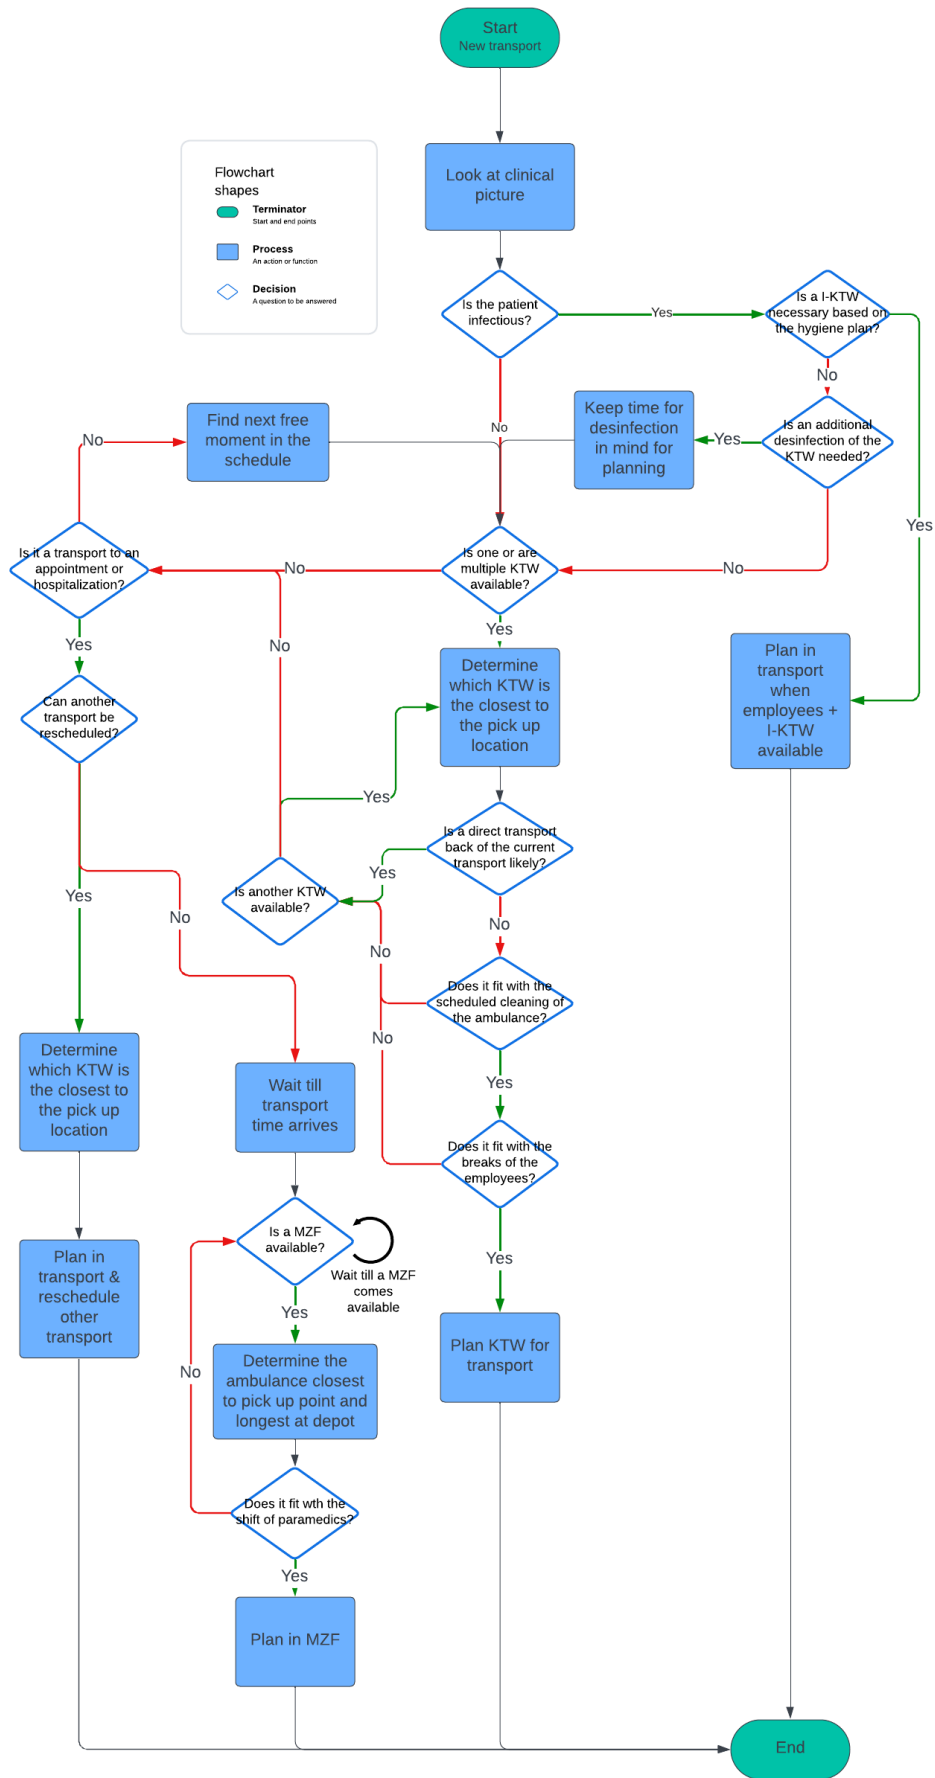 Start
New transport
Look at clinical
picture
Flowchart
shapes
Terminator
Start and end points
Process
An action or function
Decision
A question to be answered
Is the patient
infectious?
Yes
Is a I-KTW
necessary based on
the hygiene plan?
No
Is an additional
desinfection of the
KTW needed?
Yes
Keep time for
desinfection
in mind for
planning
No
Find next free
moment in the
schedule
No
Yes
Is it a transport to an
appointment or
hospitalization?
No
Is one or are
multiple KTW
available?
No
Yes
Yes
No
Can another
transport be
rescheduled?
Determine
which KTW is
the closest to
the pick up
location
Plan in
transport
when
employees +
I-KTW
available
Yes
Is a direct transport
back of the current
transport likely?
Yes
Is another KTW
available?
Yes
No
No
No
Does it fit with the
scheduled cleaning of
the ambulance?
No
Determine
which KTW is
the closest to
the pick up
location
Wait till
transport
time arrives
Yes
Does it fit with the
breaks of the
employees?
Is a MZF
available?
Wait till a MZF
comes
available
Yes
Plan in
transport &
reschedule
other
transport
Yes
Plan KTW for
transport
No
Determine the
ambulance closest
to pick up point and
longest at depot
Does it fit wth the
shift of paramedics?
Yes
Plan in MZF
End